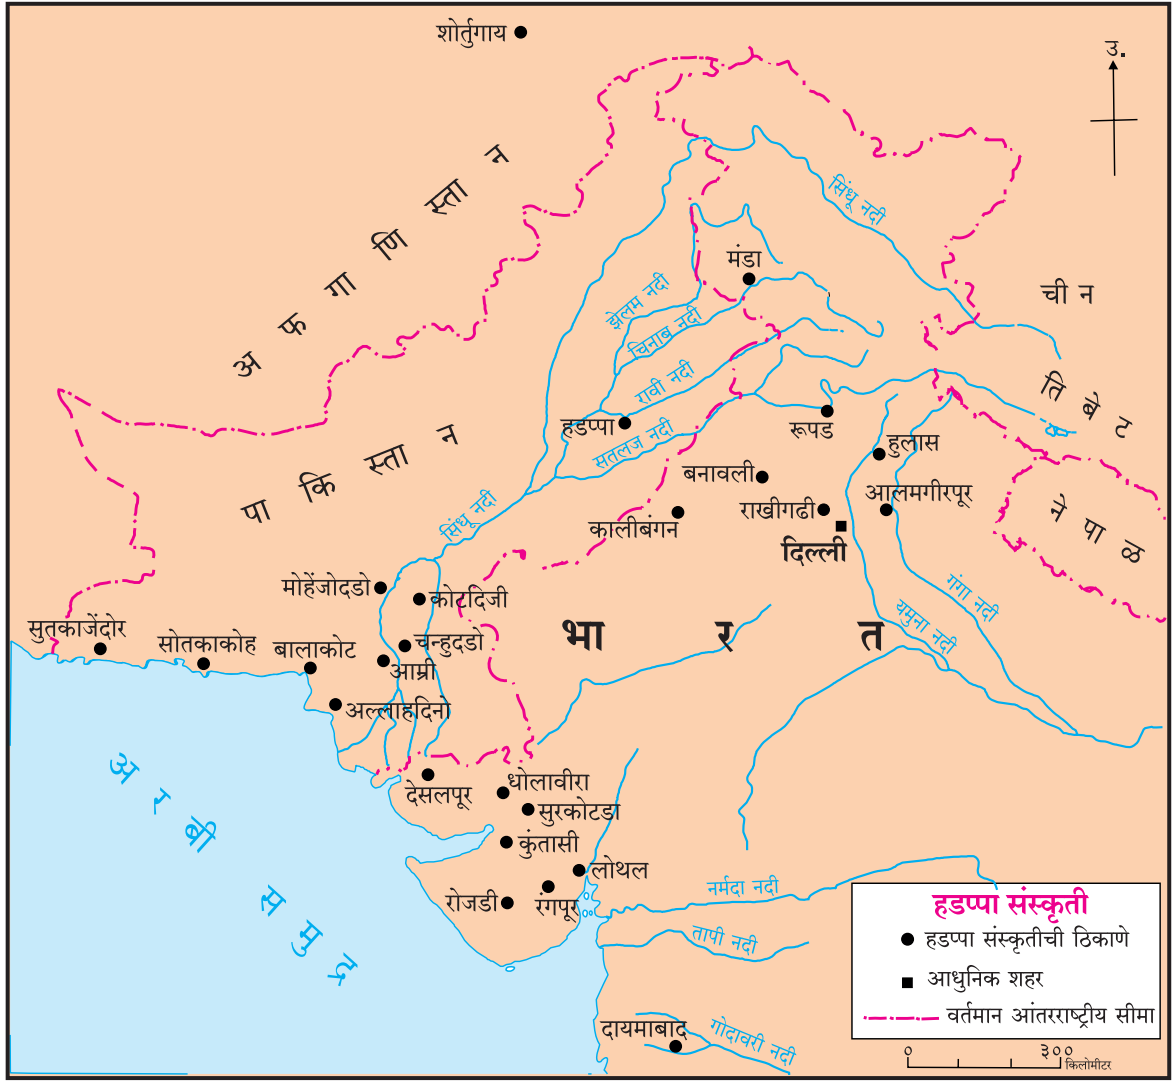 शोर्तुगाय
उ.
अफगाणिस्तान
सिंधू नदी
मंडा
चीन
झेलम नदी
चिनाब नदी
रावी नदी
तिबेट
हडप्पा
सतलज नदी
रूपड
हुलास
पाकिस्तान
बनावली
आलमगीरपूर
राखीगढी
कालीबंगन
दिल्ली
नेपाळ
सिंधू नदी
मोहेंजोदडो
कोटदिजी
गंगा नदी
यमुना नदी
सुतकाजेंदोर
सोतकाकोह
बालाकोट
चन्हुदडो
भारत
आम्री
अल्लाहदिनो
अरबी समुद्र
देसलपूर
धोलावीरा
सुरकोटडा
कुंतासी
लोथल
रोजडी
रंगपूर
नर्मदा नदी
तापी नदी
दायमाबाद
गोदावरी नदी
हडप्पा संस्कृती
हडप्पा संस्कृतीची ठिकाणे
आधुनिक शहर
वर्तमान आंतरराष्ट्रीय सीमा
० ३००
किलोमीटर